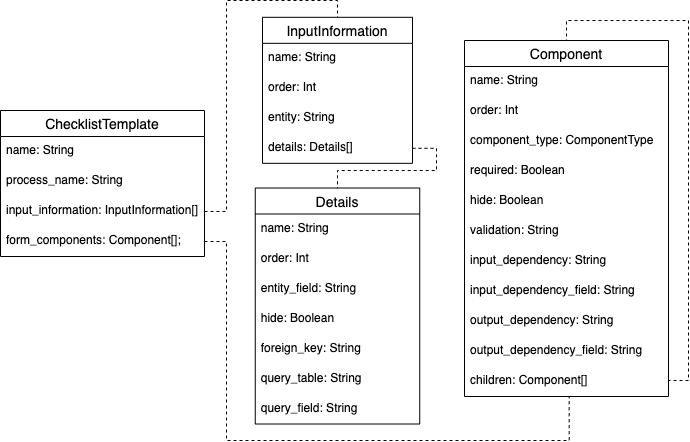 InputInformation
name: String
order: Int
entity: String
details: Details[]
Component
name: String
order: Int
component_type: ComponentType
required: Boolean
hide: Boolean
validation: String
input_dependency: String
input_dependency_field: String
output_dependency: String
output_dependency_field: String
children: Component[]
ChecklistTemplate
name: String
process_name: String
input_information: InputInformation[]
form_components: Component[];
Details
name: String
order: Int
entity_field: String
hide: Boolean
foreign_key: String
query_table: String
query_field: String